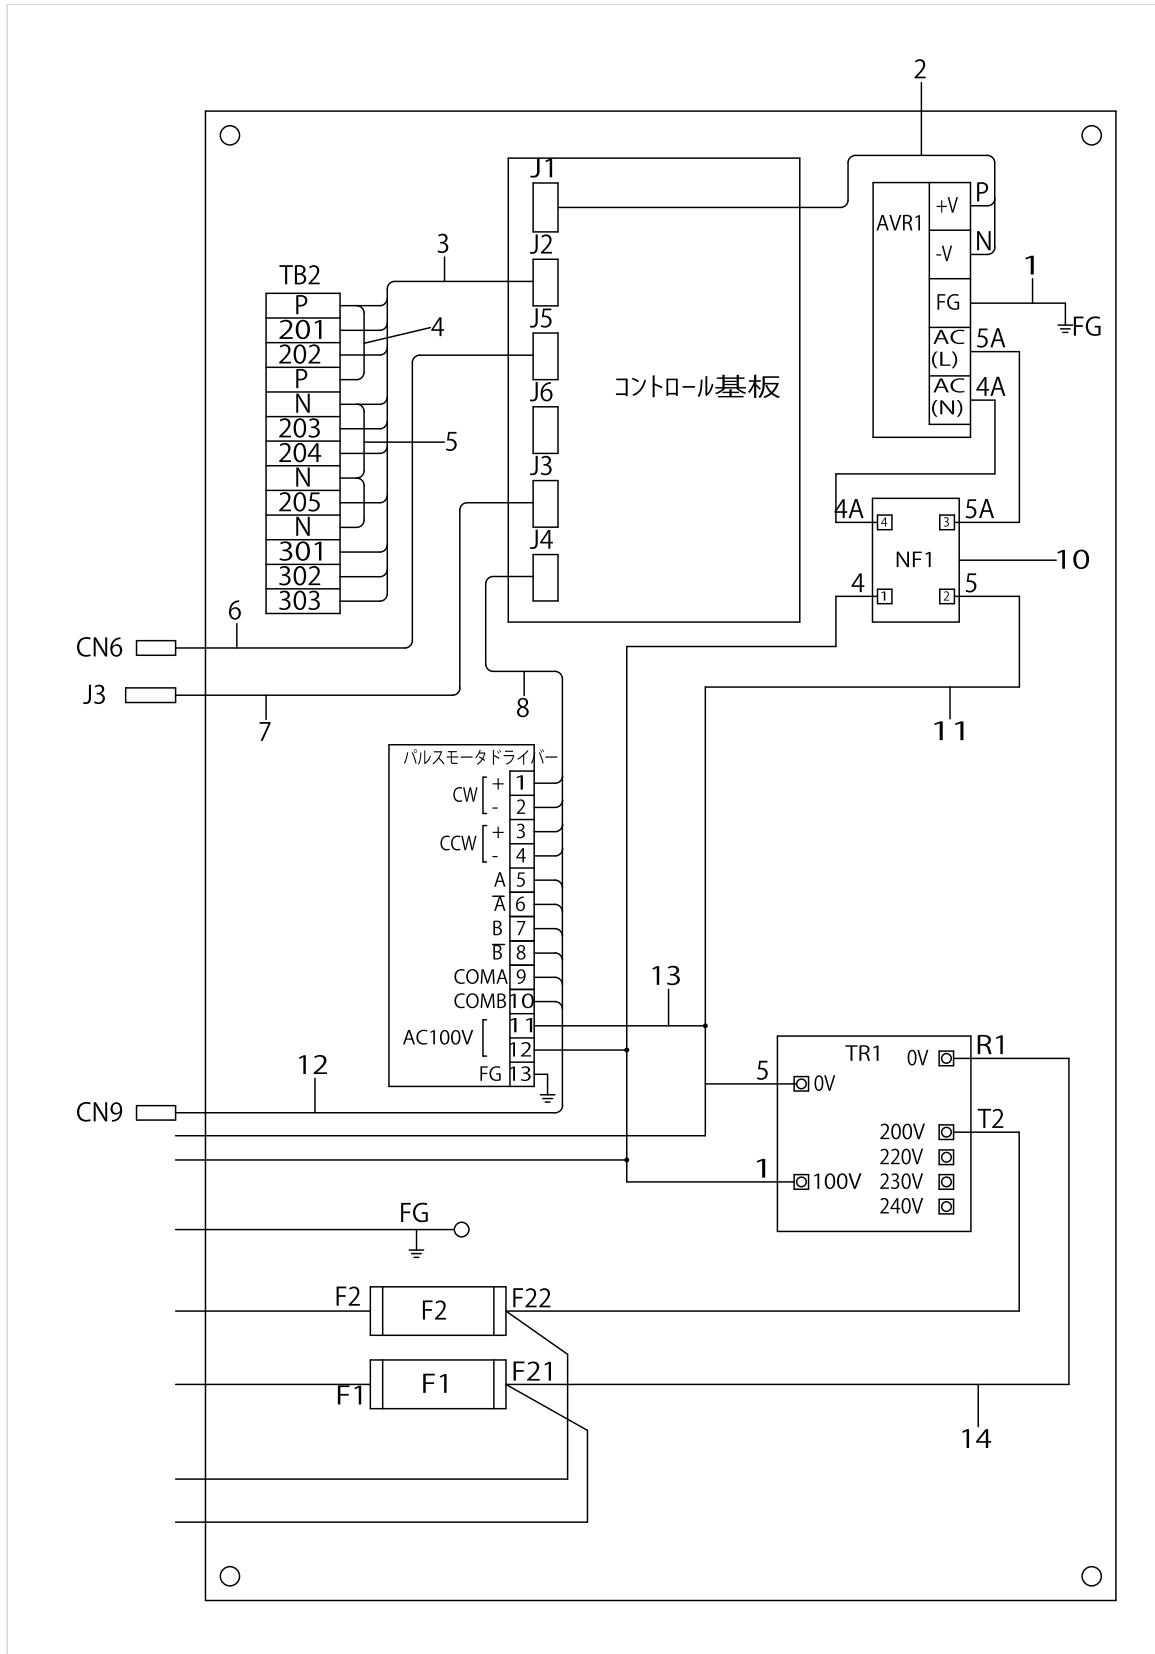 2
J1
P
+V
AVR1
J2
N
-V
3
1
TB2
P
FG
J5
201
4
FG
AC
(L)
5A
202
P
コントロール基板
AC
(N)
4A
J6
N
203
5
204
N
J3
205
4A
4
3
5A
N
J4
301
NF1
10
302
4
1
2
5
303
6
CN6
J3
7
8
11
パルスモータドライバー
CW
+
1
-
2
CCW
+
3
-
4
A
5
A̅
6
B
7
B̅
8
COMA
9
13
COMB
10
AC100V
11
12
FG
13
12
TR1
0V
R1
5
0V
CN9
200V
T2
220V
1
100V
230V
240V
FG
F2
F2
F22
F1
F1
F21
14